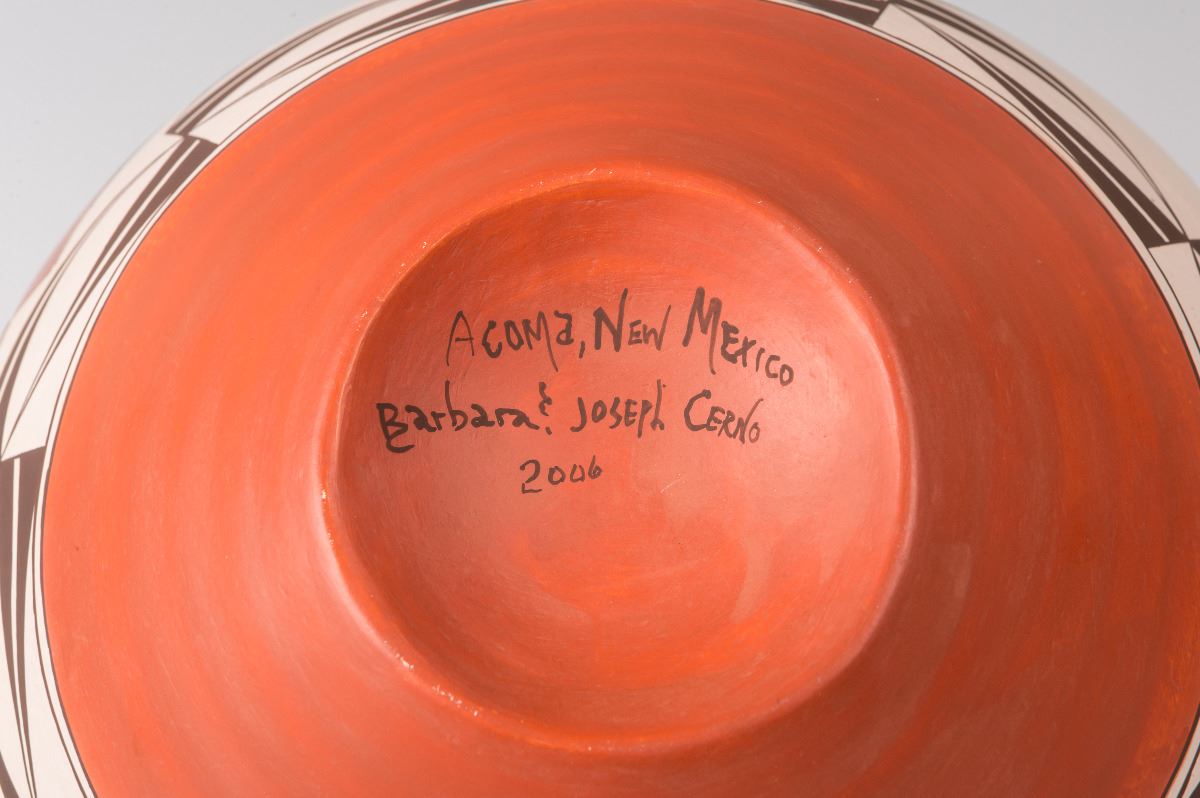 Acoma, New Mexico
Barbara & Joseph Cerno
2006